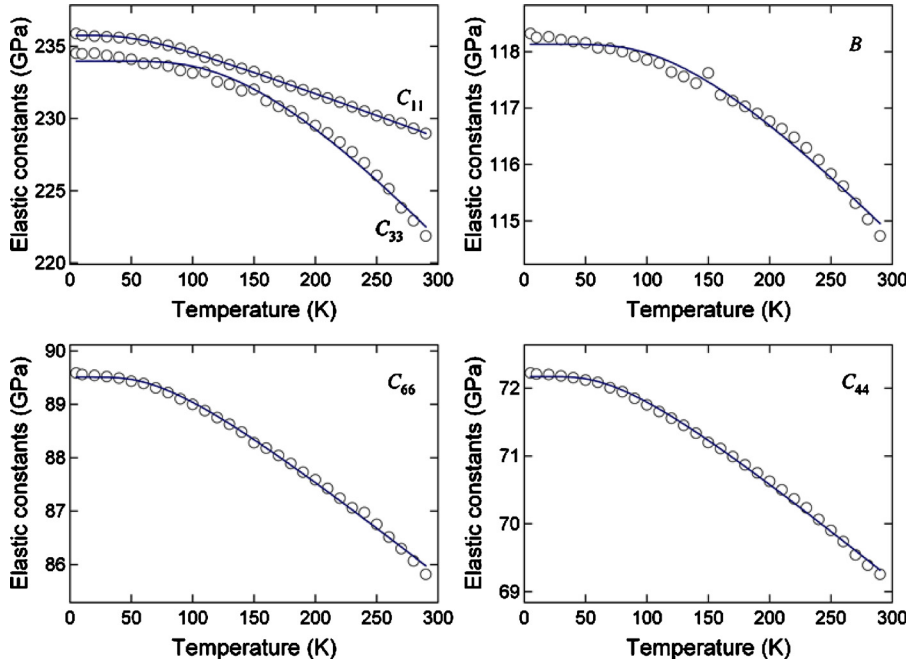 Elastic constants (GPa)
235
230
225
220
C11
C33
0 50 100 150 200 250 300
Temperature (K)
Elastic constants (GPa)
118
117
116
115
B
0 50 100 150 200 250 300
Temperature (K)
Elastic constants (GPa)
90
89
88
87
86
C66
0 50 100 150 200 250 300
Temperature (K)
Elastic constants (GPa)
72
71
70
69
C44
0 50 100 150 200 250 300
Temperature (K)